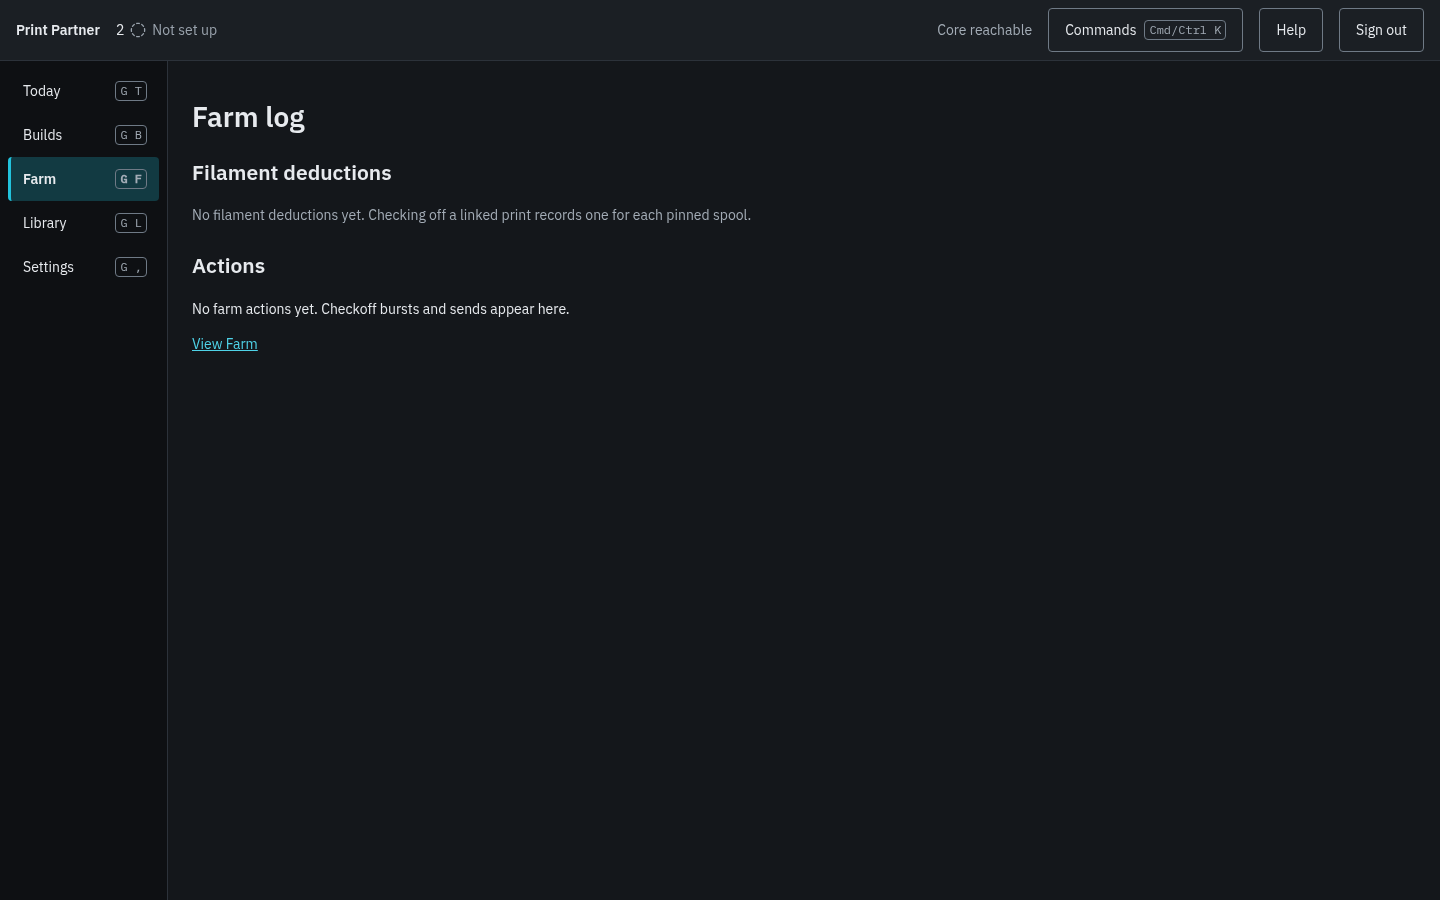 Print Partner 2 Not set up Core reachable Commands Cmd/Ctrl K Help Sign out
Today G T
Builds G B
Farm G F
Library G L
Settings G ,
Farm log
Filament deductions
No filament deductions yet. Checking off a linked print records one for each pinned spool.
Actions
No farm actions yet. Checkoff bursts and sends appear here.
View Farm